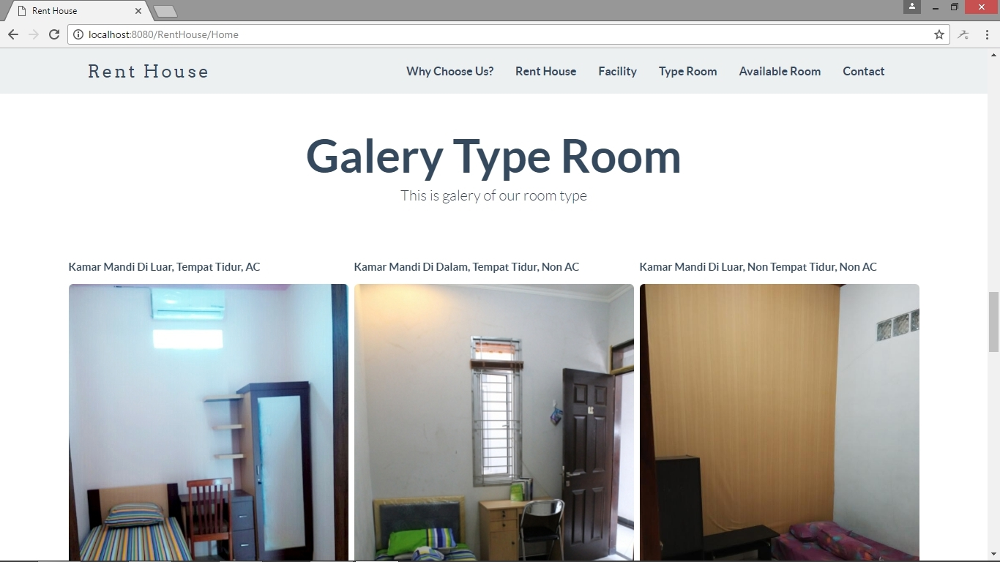 Rent House
localhost:8080/RentHouse/Home
Rent House
Why Choose Us? Rent House Facility Type Room Available Room Contact
Galery Type Room
This is galery of our room type
Kamar Mandi Di Luar, Tempat Tidur, AC
Kamar Mandi Di Dalam, Tempat Tidur, Non AC
Kamar Mandi Di Luar, Non Tempat Tidur, Non AC